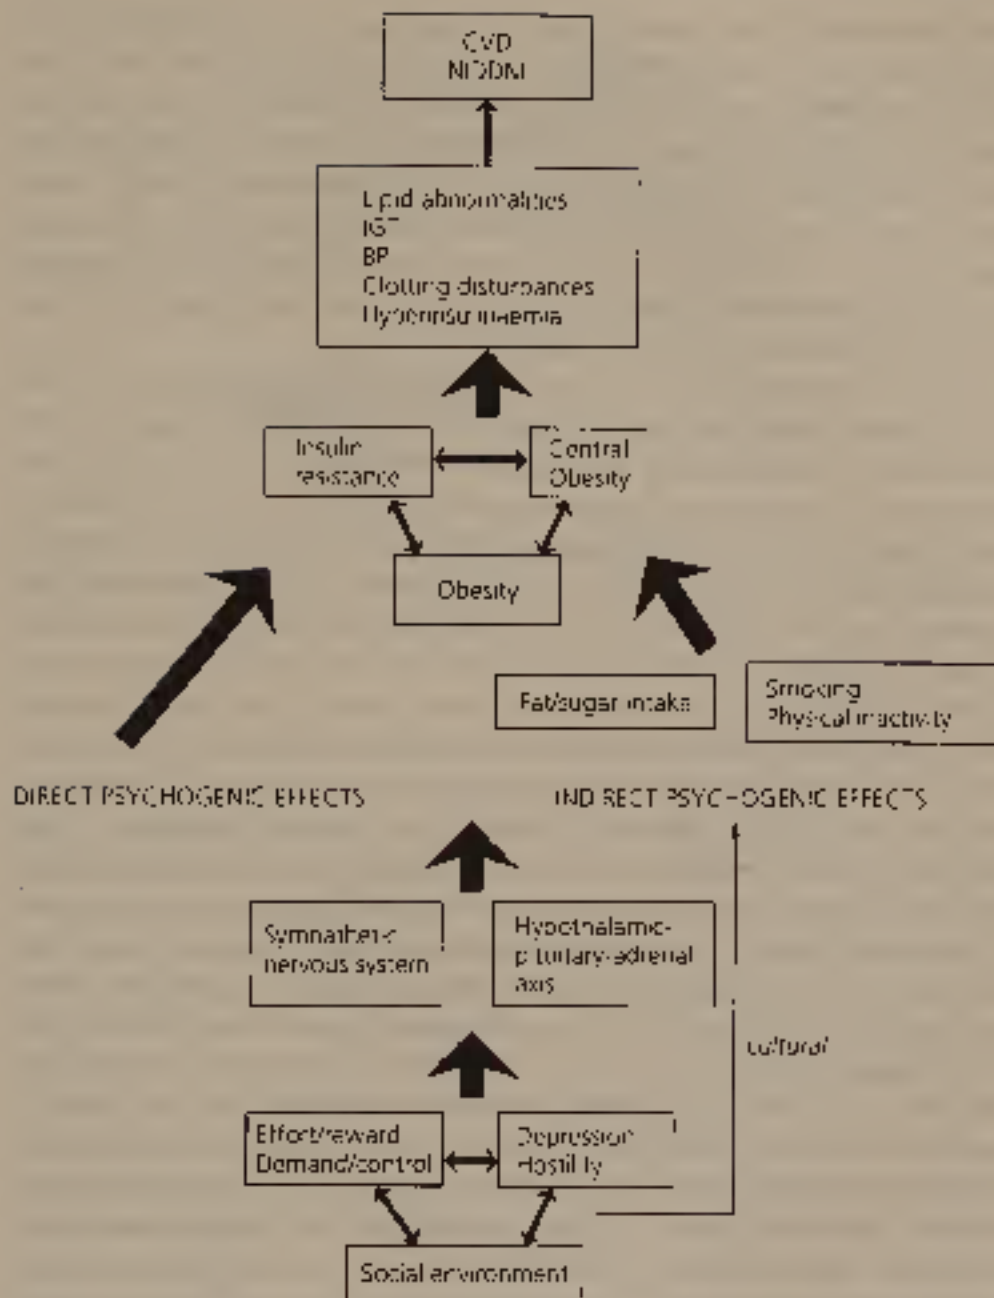 CVD
NIDDM
Lipid abnormalities
IGT
BP
Clotting disturbances
Hyperinsulinaemia
Insulin
resistance
Central
Obesity
Obesity
Fat/sugar intake
Smoking
Physical inactivity
DIRECT PSYCHOGENIC EFFECTS
INDIRECT PSYCHOGENIC EFFECTS
Sympathetic
nervous system
Hypothalamic-
pituitary-adrenal
axis
cultural
Effort/reward
Demand/control
Depression
Hostility
Social environment